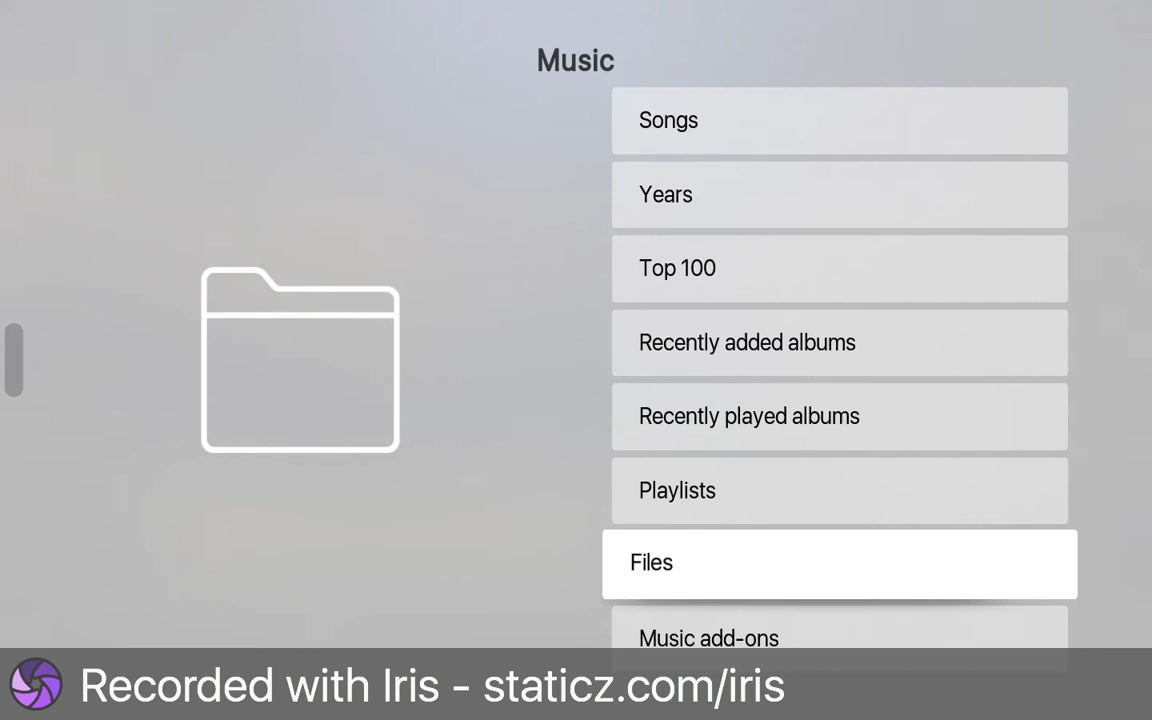 Music
Songs
Years
Top 100
Recently added albums
Recently played albums
Playlists
Files
Music add-ons
Recorded with Iris - staticz.com/iris